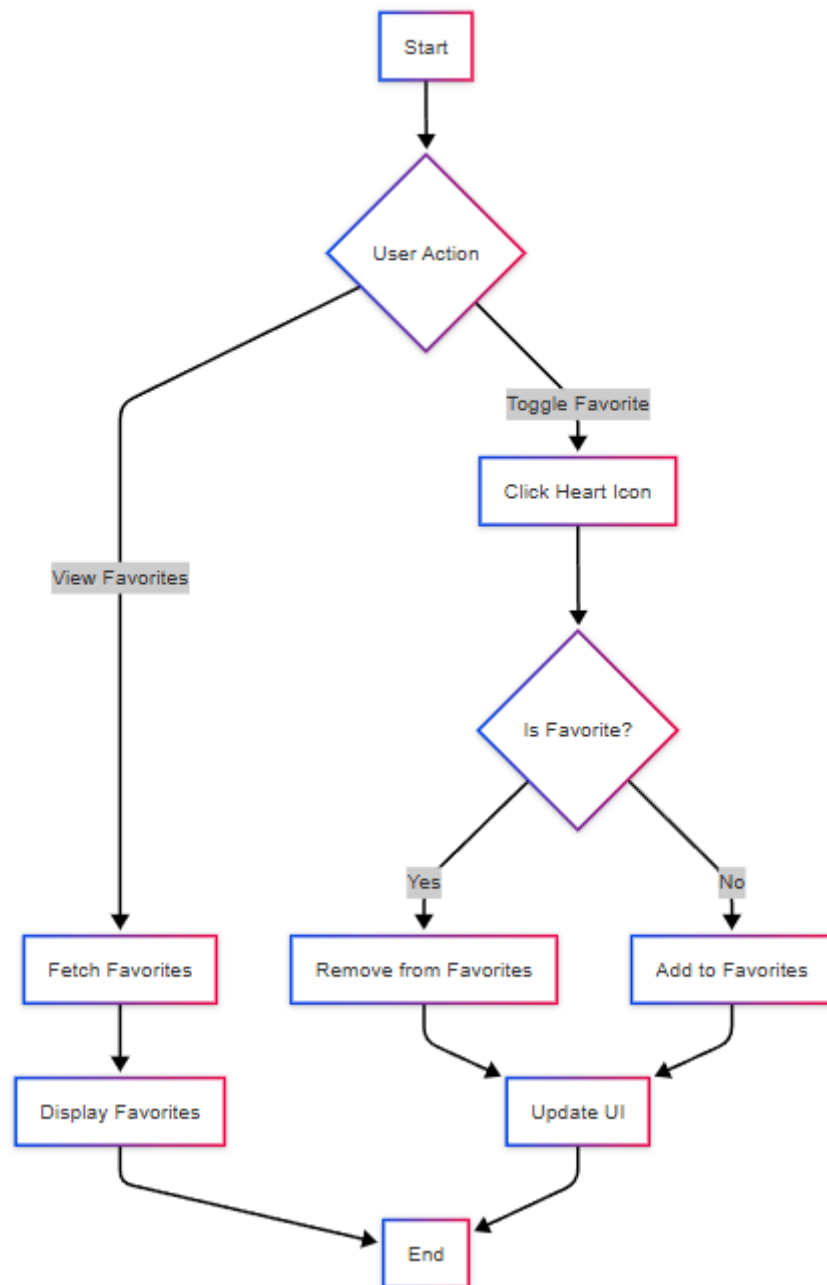 Start
User Action
Toggle Favorite
Click Heart Icon
View Favorites
Is Favorite?
Yes
No
Fetch Favorites
Remove from Favorites
Add to Favorites
Display Favorites
Update UI
End